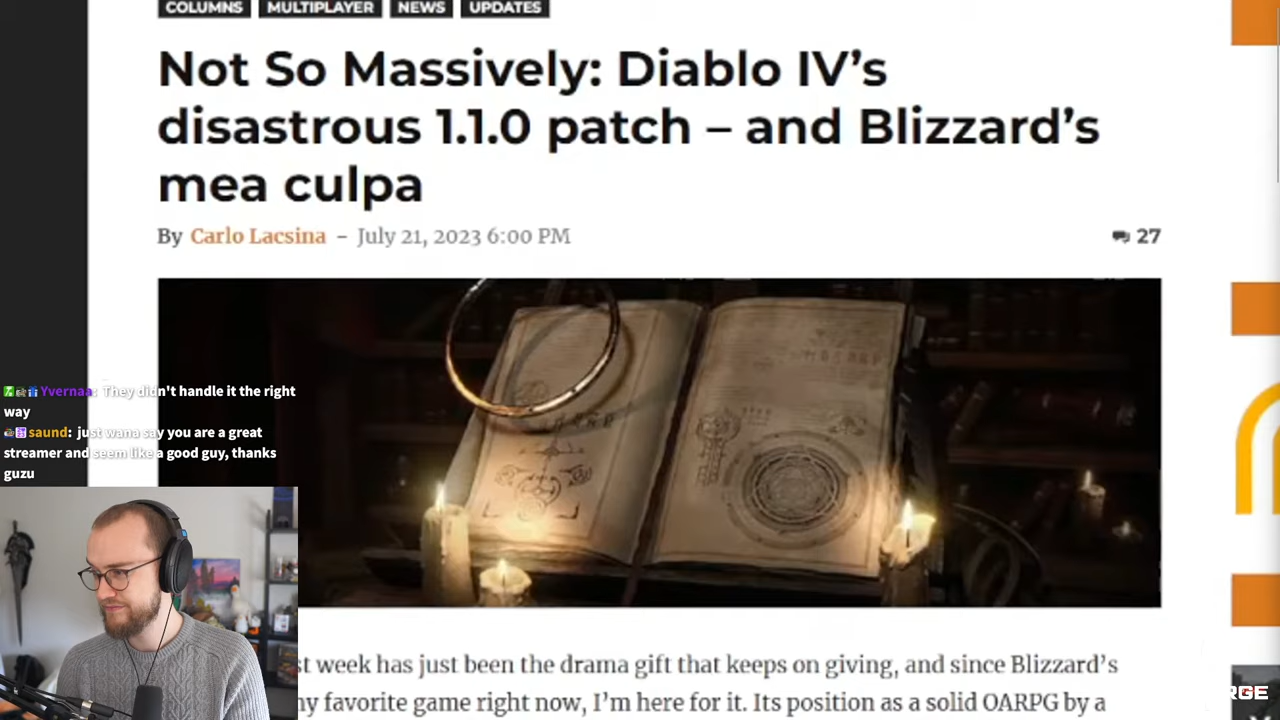 COLUMNS MULTIPLAYER NEWS UPDATES
Not So Massively: Diablo IV’s
disastrous 1.1.0 patch – and Blizzard’s
mea culpa
By Carlo Lacsina – July 21, 2023 6:00 PM
27
Yvernaa: They didn't handle it the right
way
saund: just wana say you are a great
streamer and seem like a good guy, thanks
guzu
st week has just been the drama gift that keeps on giving, and since Blizzard’s
my favorite game right now, I’m here for it. Its position as a solid OARPG by a
RGE